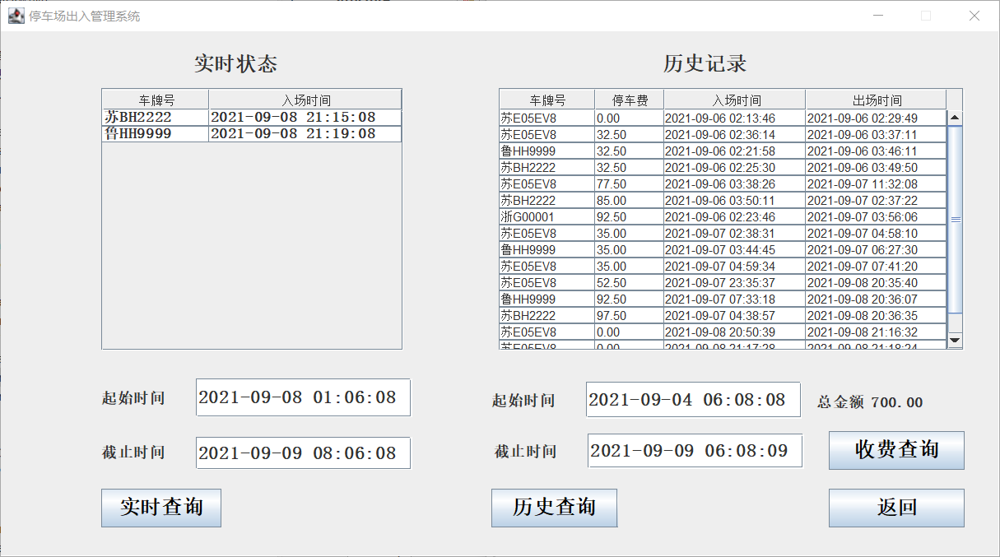 停车场出入管理系统
实时状态
车牌号 入场时间
苏BH2222 2021-09-08 21:15:08
鲁HH9999 2021-09-08 21:19:08
起始时间 2021-09-08 01:06:08
截止时间 2021-09-09 08:06:08
实时查询
历史记录
车牌号 停车费 入场时间 出场时间
苏E05EV8 0.00 2021-09-06 02:13:46 2021-09-06 02:29:49
苏E05EV8 32.50 2021-09-06 02:36:14 2021-09-06 03:37:11
鲁HH9999 32.50 2021-09-06 02:21:58 2021-09-06 03:46:11
苏BH2222 32.50 2021-09-06 02:25:30 2021-09-06 03:49:50
苏E05EV8 77.50 2021-09-06 03:38:26 2021-09-07 11:32:08
苏BH2222 85.00 2021-09-06 03:50:11 2021-09-07 02:37:22
浙G00001 92.50 2021-09-06 02:23:46 2021-09-07 03:56:06
苏E05EV8 35.00 2021-09-07 02:38:31 2021-09-07 04:58:10
鲁HH9999 35.00 2021-09-07 03:44:45 2021-09-07 06:27:30
苏E05EV8 35.00 2021-09-07 04:59:34 2021-09-07 07:41:20
苏E05EV8 52.50 2021-09-07 23:35:37 2021-09-08 20:35:40
鲁HH9999 92.50 2021-09-07 07:33:18 2021-09-08 20:36:07
苏BH2222 97.50 2021-09-07 04:38:57 2021-09-08 20:36:35
苏E05EV8 0.00 2021-09-08 20:50:39 2021-09-08 21:16:32
苏E05EV8 0.00 2021-09-08 21:17:28 2021-09-08 21:18:24
起始时间 2021-09-04 06:08:08 总金额 700.00
截止时间 2021-09-09 06:08:09 收费查询
历史查询 返回